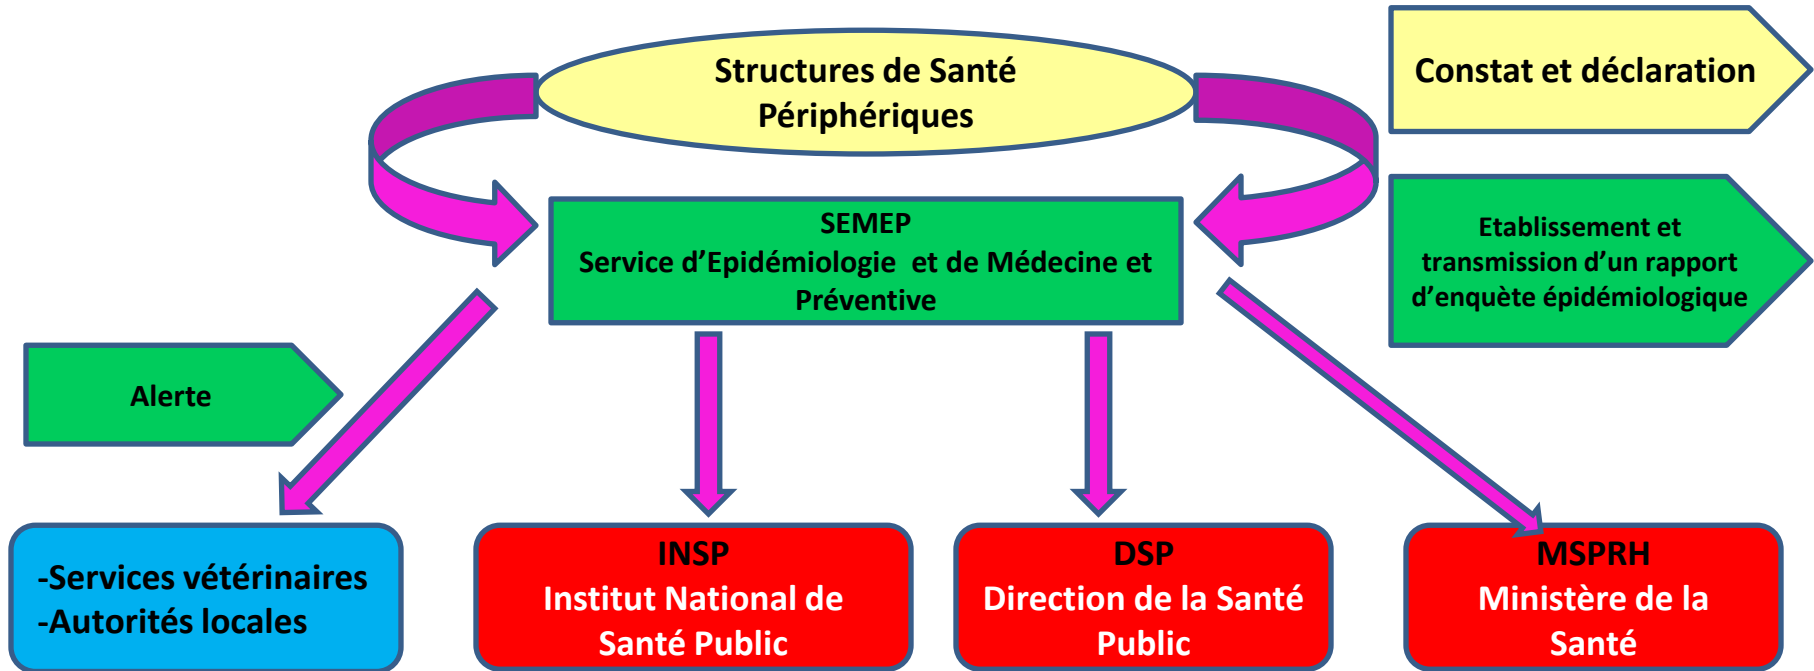 Structures de Santé
Périphériques
Constat et déclaration
SEMEP
Service d'Epidémiologie et de Médecine et
Préventive
Etablissement et
transmission d'un rapport
d'enquète épidémiologique
Alerte
-Services vétérinaires
-Autorités locales
INSP
Institut National de
Santé Public
DSP
Direction de la Santé
Public
MSPRH
Ministère de la
Santé